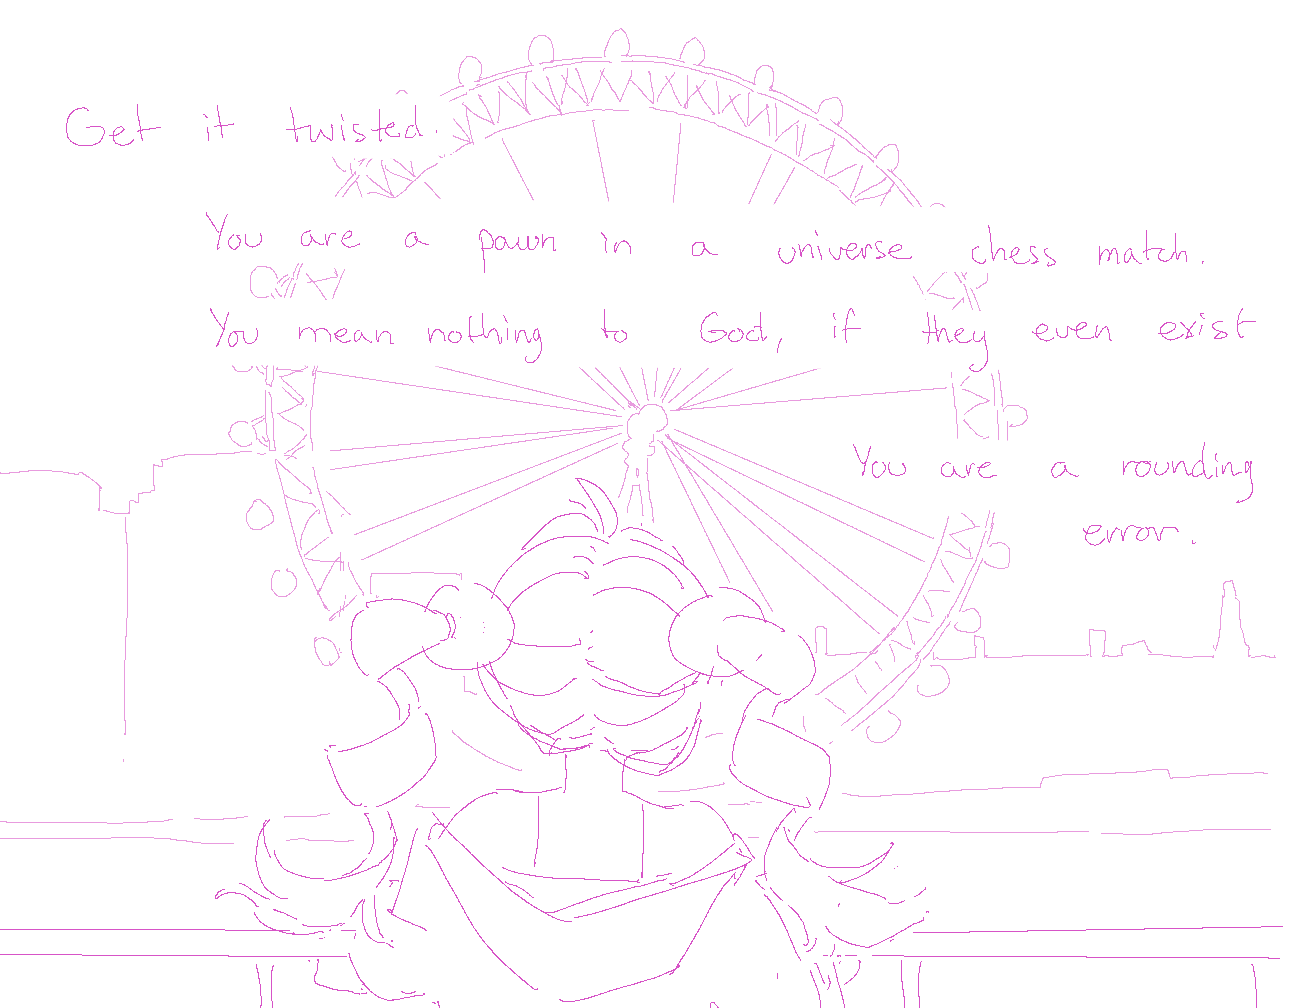 Get it twisted.
You are a pawn in a universe chess match.
You mean nothing to God, if they even exist
You are a rounding
error.